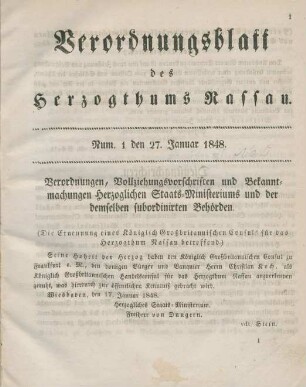 1
Verordnungsblatt
des
Herzogthums Nassau.
Num. 1 den 27. Januar 1848.
Verordnungen, Vollziehungsvorschriften und Bekannt-
machungen Herzoglichen Staats-Ministeriums und der
demselben subordinirten Behörden.
(Die Ernennung eines Königlich Großbritannischen Consuls für das
Herzogthum Nassau betreffend)
Seine Hoheit der Herzog haben den Königlich Großbritannischen Consul zu
Frankfurt a. M., den dortigen Bürger und Banquier Herrn Christian Koch, als
Königlich Großbritannischen Handelsconsul für das Herzogthum Nassau anzuerkennen
geruht, was hierdurch zur öffentlichen Kenntniß gebracht wird.
Wiesbaden, den 17. Januar 1848.
Herzogliches Staats-Ministerium.
Freiherr von Dungern.
vdt. Stein.
1